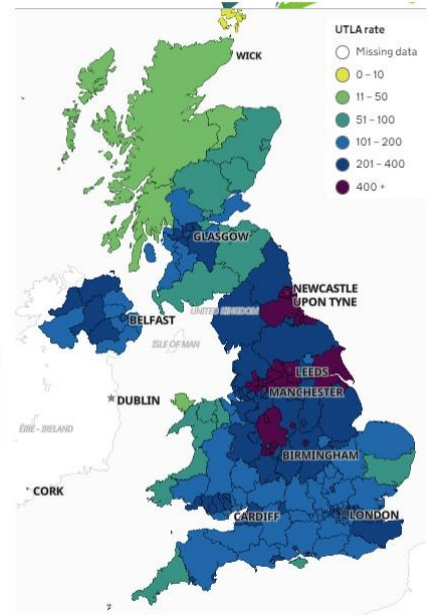 UTLA rate
Missing data
0 – 10
11 – 50
51 – 100
101 – 200
201 – 400
400 +
WICK
GLASGOW
NEWCASTLE
UPON TYNE
UNITED KINGDOM
BELFAST
ISLE OF MAN
LEEDS
MANCHESTER
DUBLIN
ÉIRE - IRELAND
BIRMINGHAM
CORK
CARDIFF
LONDON